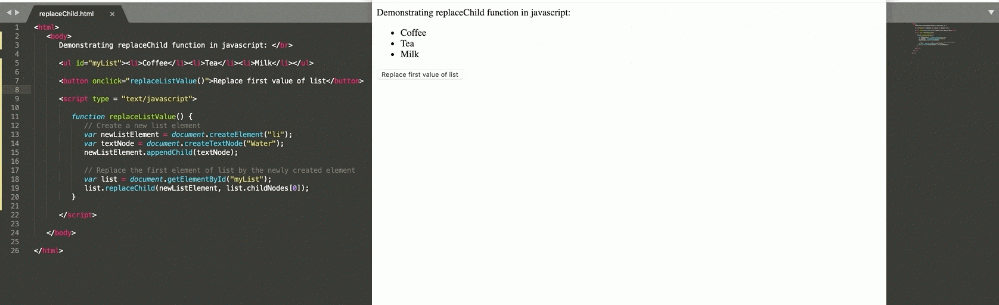 replaceChild.html ×
1 <html>
2 <body>
3 Demonstrating replaceChild function in javascript: </br>
4
5 <ul id="myList"><li>Coffee</li><li>Tea</li><li>Milk</li></ul>
6
7 <button onclick="replaceListValue()">Replace first value of list</button>
8
9 <script type = "text/javascript">
10
11 function replaceListValue() {
12 // Create a new list element
13 var newListElement = document.createElement("li");
14 var textNode = document.createTextNode("Water");
15 newListElement.appendChild(textNode);
16
17 // Replace the first element of list by the newly created element
18 var list = document.getElementById("myList");
19 list.replaceChild(newListElement, list.childNodes[0]);
20 }
21
22 </script>
23
24 </body>
25
26 </html>
Demonstrating replaceChild function in javascript:
• Coffee
• Tea
• Milk
Replace first value of list